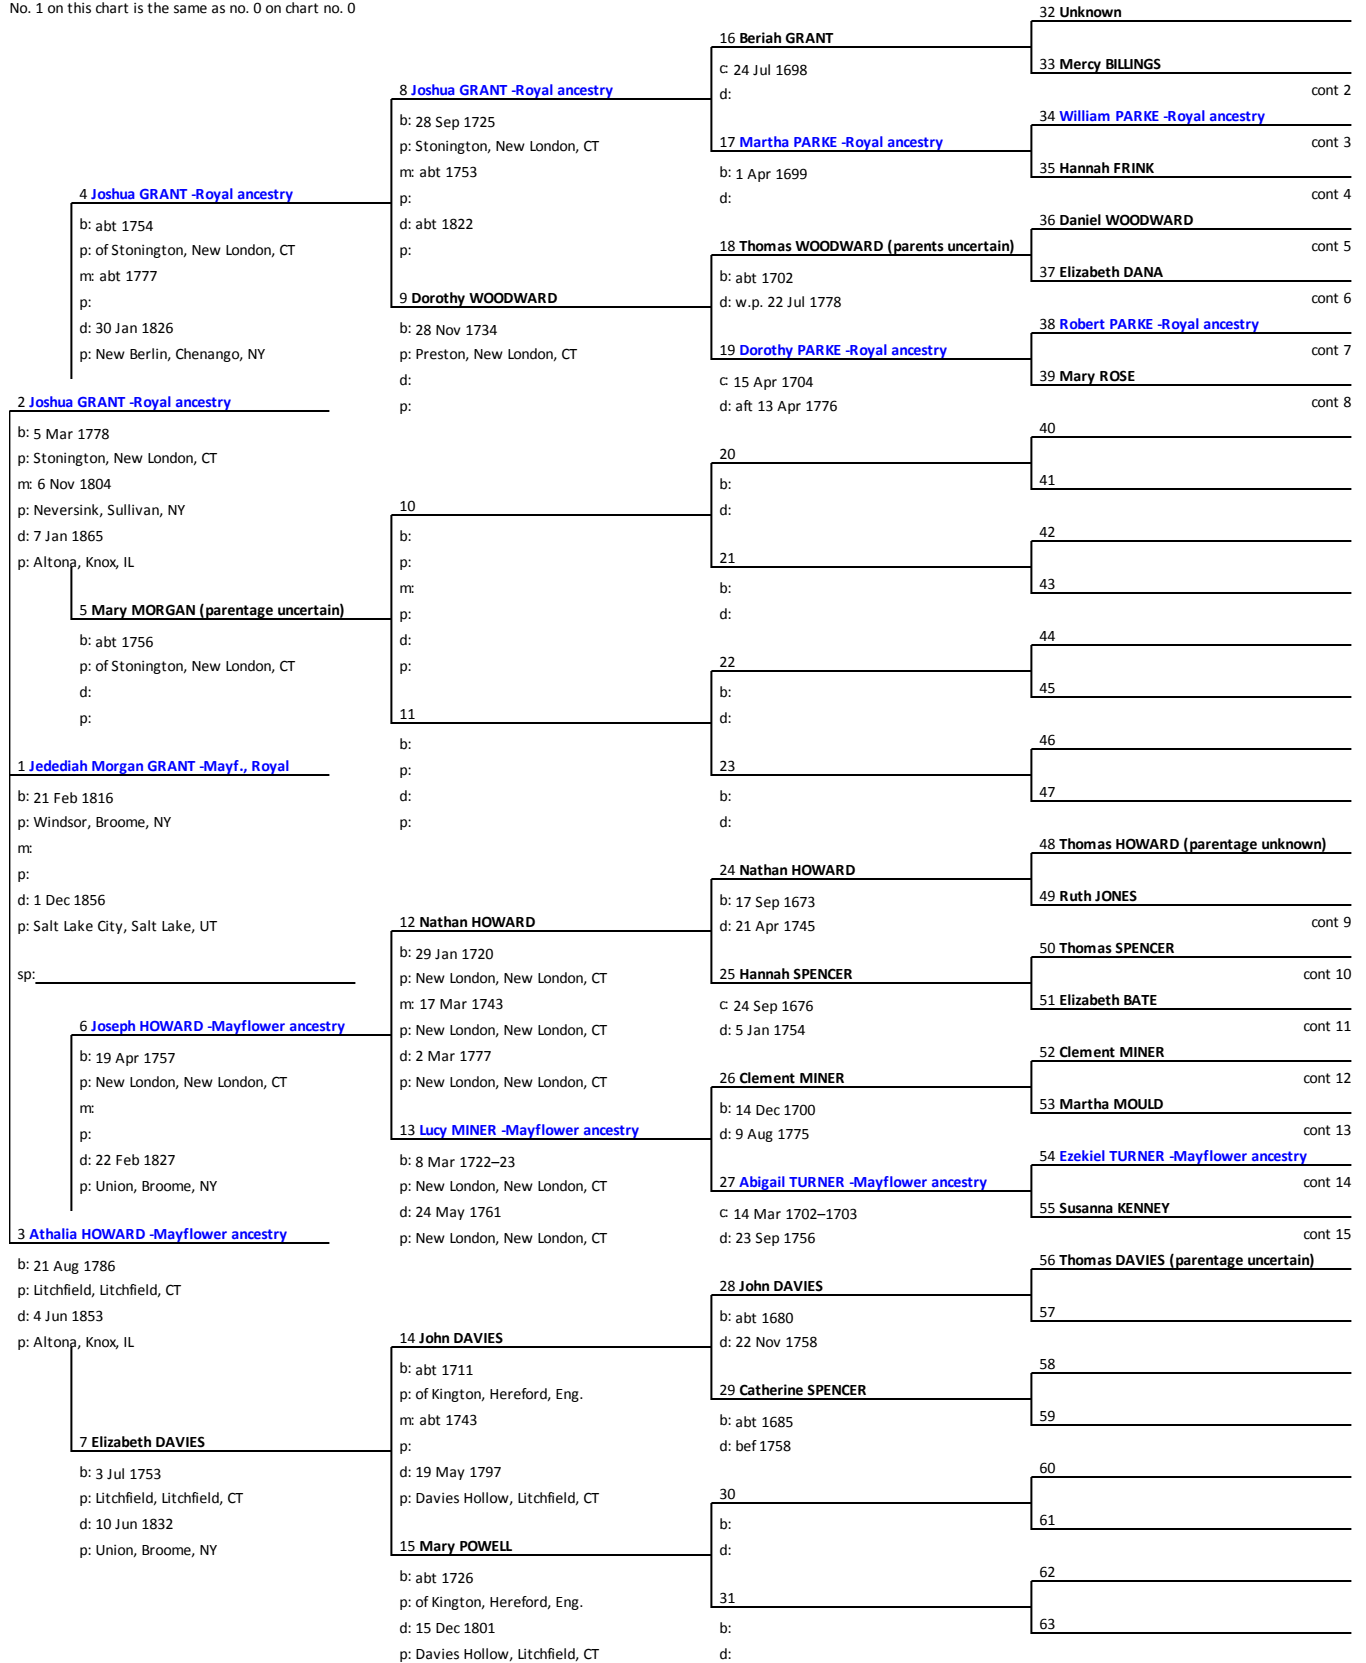 No. 1 on this chart is the same as no. 0 on chart no. 0
2 Joshua GRANT -Royal ancestry
b: 5 Mar 1778
p: Stonington, New London, CT
m: 6 Nov 1804
p: Neversink, Sullivan, NY
d: 7 Jan 1865
p: Altona, Knox, IL
1 Jedediah Morgan GRANT -Mayf., Royal
b: 21 Feb 1816
p: Windsor, Broome, NY
m:
p:
d: 1 Dec 1856
p: Salt Lake City, Salt Lake, UT
sp:
3 Athalia HOWARD -Mayflower ancestry
b: 21 Aug 1786
p: Litchfield, Litchfield, CT
d: 4 Jun 1853
p: Altona, Knox, IL
4 Joshua GRANT -Royal ancestry
b: abt 1754
p: of Stonington, New London, CT
m: abt 1777
p:
d: 30 Jan 1826
p: New Berlin, Chenango, NY
5 Mary MORGAN (parentage uncertain)
b: abt 1756
p: of Stonington, New London, CT
d:
p:
6 Joseph HOWARD -Mayflower ancestry
b: 19 Apr 1757
p: New London, New London, CT
m:
p:
d: 22 Feb 1827
p: Union, Broome, NY
7 Elizabeth DAVIES
b: 3 Jul 1753
p: Litchfield, Litchfield, CT
d: 10 Jun 1832
p: Union, Broome, NY
8 Joshua GRANT -Royal ancestry
b: 28 Sep 1725
p: Stonington, New London, CT
m: abt 1753
p:
d: abt 1822
p:
9 Dorothy WOODWARD
b: 28 Nov 1734
p: Preston, New London, CT
d:
p:
10
b:
p:
m:
p:
d:
p:
11
b:
p:
d:
p:
12 Nathan HOWARD
b: 29 Jan 1720
p: New London, New London, CT
m: 17 Mar 1743
p: New London, New London, CT
d: 2 Mar 1777
p: New London, New London, CT
13 Lucy MINER -Mayflower ancestry
b: 8 Mar 1722–23
p: New London, New London, CT
d: 24 May 1761
p: New London, New London, CT
14 John DAVIES
b: abt 1711
p: of Kington, Hereford, Eng.
m: abt 1743
p:
d: 19 May 1797
p: Davies Hollow, Litchfield, CT
15 Mary POWELL
b: abt 1726
p: of Kington, Hereford, Eng.
d: 15 Dec 1801
p: Davies Hollow, Litchfield, CT
16 Beriah GRANT
c: 24 Jul 1698
d:
17 Martha PARKE -Royal ancestry
b: 1 Apr 1699
d:
18 Thomas WOODWARD (parents uncertain)
b: abt 1702
d: w.p. 22 Jul 1778
19 Dorothy PARKE -Royal ancestry
c: 15 Apr 1704
d: aft 13 Apr 1776
20
b:
d:
21
b:
d:
22
b:
d:
23
b:
d:
24 Nathan HOWARD
b: 17 Sep 1673
d: 21 Apr 1745
25 Hannah SPENCER
c: 24 Sep 1676
d: 5 Jan 1754
26 Clement MINER
b: 14 Dec 1700
d: 9 Aug 1775
27 Abigail TURNER -Mayflower ancestry
c: 14 Mar 1702–1703
d: 23 Sep 1756
28 John DAVIES
b: abt 1680
d: 22 Nov 1758
29 Catherine SPENCER
b: abt 1685
d: bef 1758
30
b:
d:
31
b:
d:
32 Unknown
33 Mercy BILLINGS
cont 2
34 William PARKE -Royal ancestry
cont 3
35 Hannah FRINK
cont 4
36 Daniel WOODWARD
cont 5
37 Elizabeth DANA
cont 6
38 Robert PARKE -Royal ancestry
cont 7
39 Mary ROSE
cont 8
40
41
42
43
44
45
46
47
48 Thomas HOWARD (parentage unknown)
49 Ruth JONES
cont 9
50 Thomas SPENCER
cont 10
51 Elizabeth BATE
cont 11
52 Clement MINER
cont 12
53 Martha MOULD
cont 13
54 Ezekiel TURNER -Mayflower ancestry
cont 14
55 Susanna KENNEY
cont 15
56 Thomas DAVIES (parentage uncertain)
57
58
59
60
61
62
63